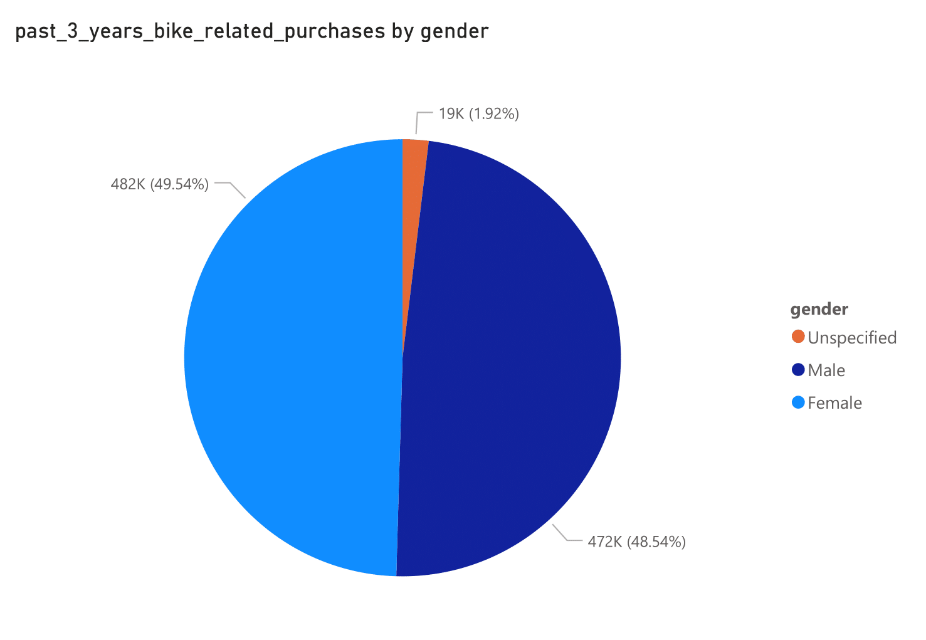 past_3_years_bike_related_purchases by gender
19K (1.92%)
482K (49.54%)
gender
Unspecified
Male
Female
472K (48.54%)